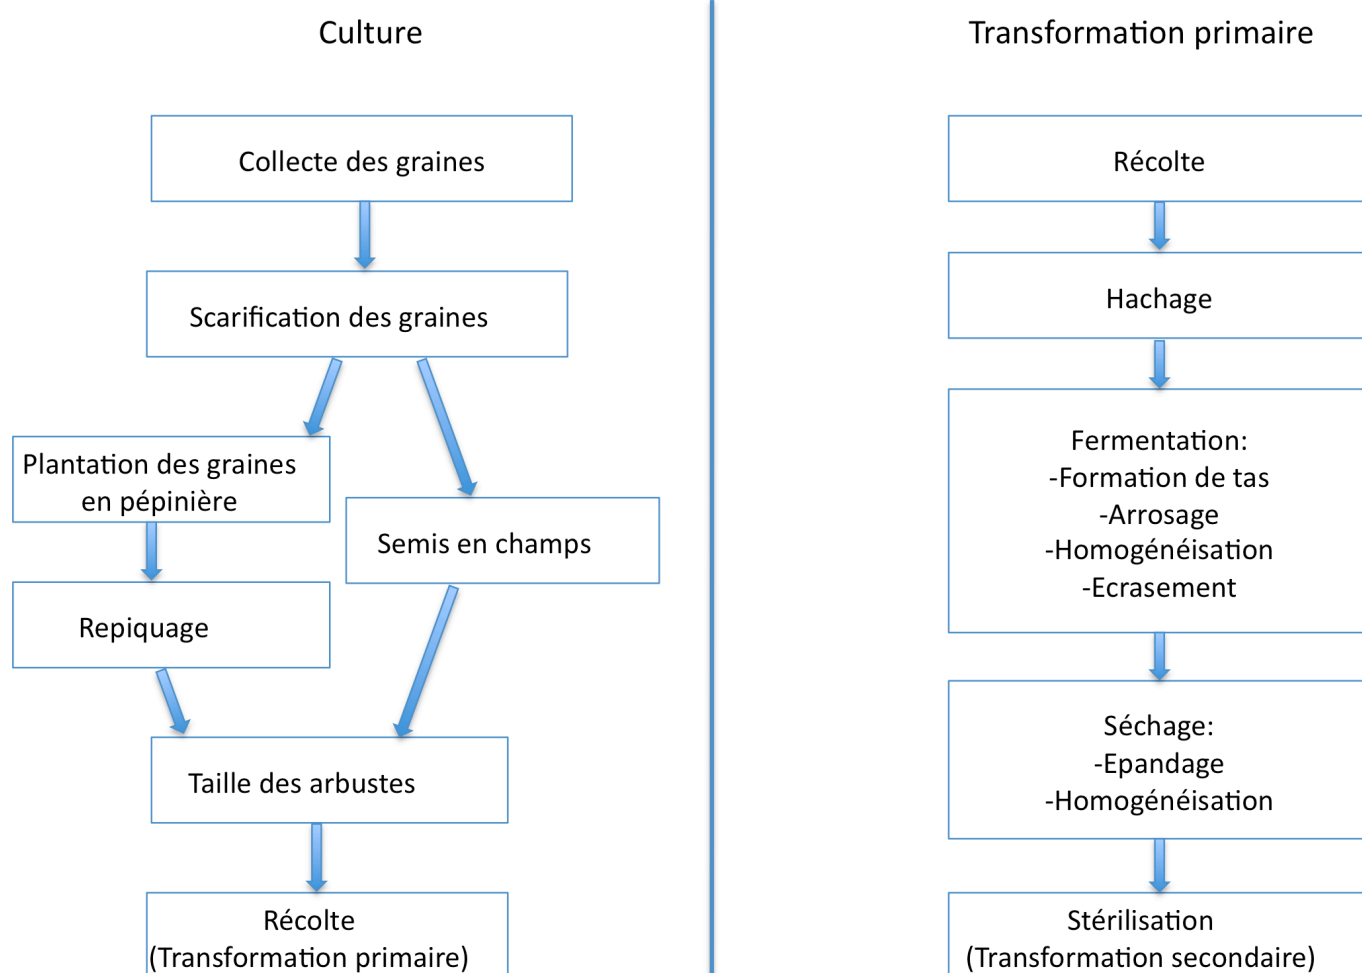 Culture
Collecte des graines
Scarification des graines
Plantation des graines
en pépinière
Semis en champs
Repiquage
Taille des arbustes
Récolte
(Transformation primaire)
Transformation primaire
Récolte
Hachage
Fermentation:
-Formation de tas
-Arrosage
-Homogénéisation
-Ecrasement
Séchage:
-Epandage
-Homogénéisation
Stérilisation
(Transformation secondaire)